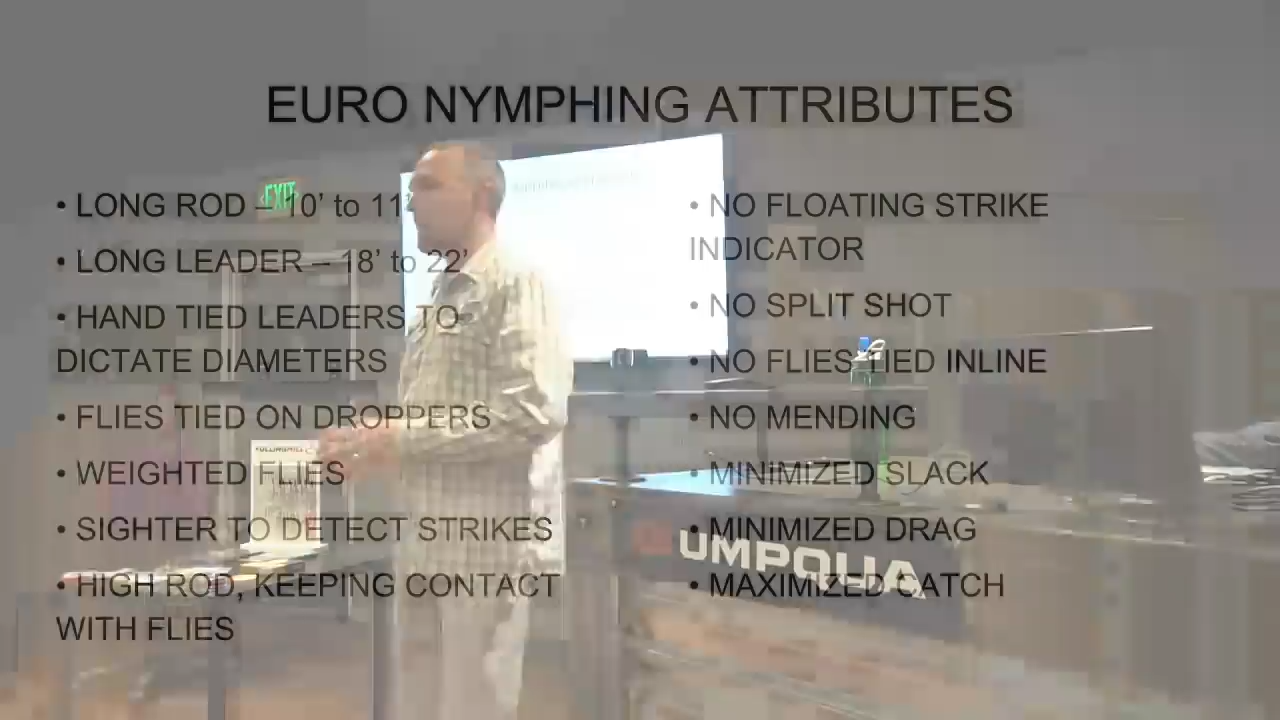 EURO NYMPHING ATTRIBUTES
• LONG ROD – 10' to 11'
• LONG LEADER – 18' to 22'
• HAND TIED LEADERS TO
DICTATE DIAMETERS
• FLIES TIED ON DROPPERS
• WEIGHTED FLIES
• SIGHTER TO DETECT STRIKES
• HIGH ROD, KEEPING CONTACT
WITH FLIES
• NO FLOATING STRIKE
INDICATOR
• NO SPLIT SHOT
• NO FLIES TIED INLINE
• NO MENDING
• MINIMIZED SLACK
• MINIMIZED DRAG
• MAXIMIZED CATCH
EXIT
UMPQUA